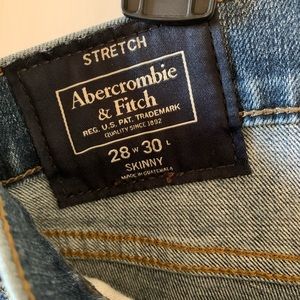 STRETCH
Abercrombie
& Fitch
REG. U.S. PAT. TRADEMARK
QUALITY SINCE 1892
28 W 30 L
SKINNY
MADE IN GUATEMALA